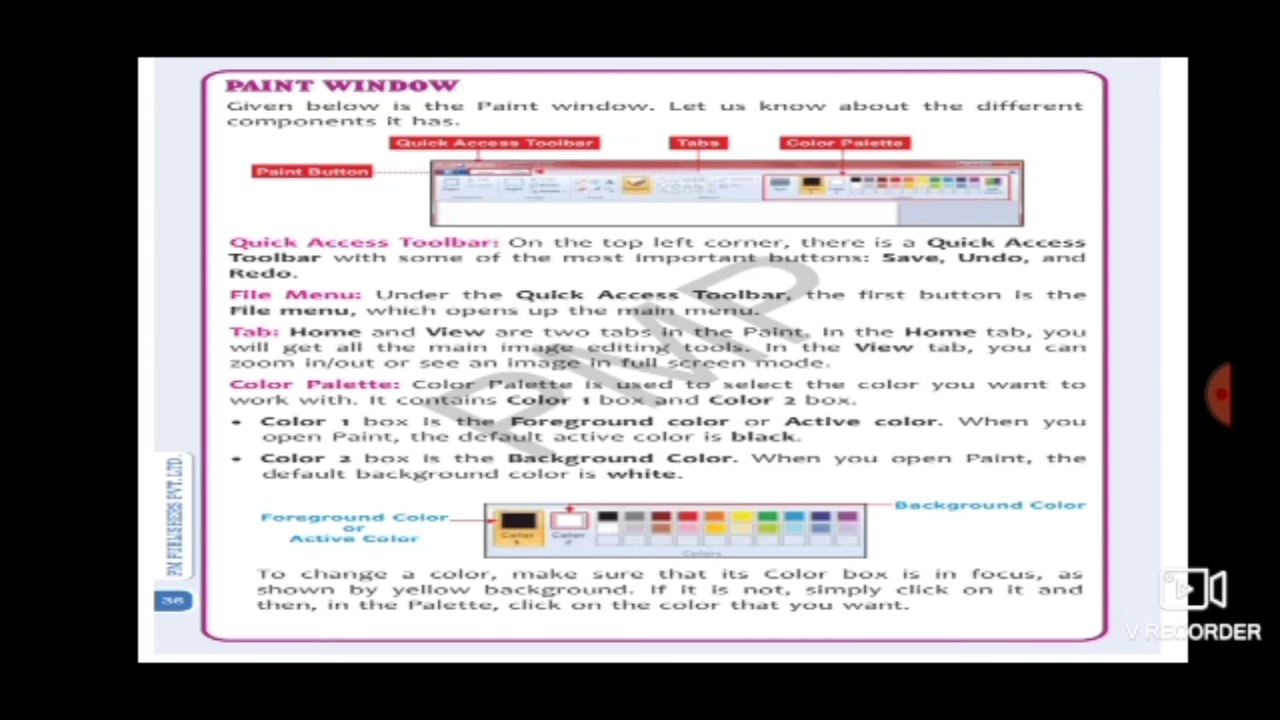 PAINT WINDOW
Given below is the Paint window. Let us know about the different
components it has.
Quick Access Toolbar
Tabs
Color Palette
Paint Button
Quick Access Toolbar: On the top left corner, there is a Quick Access
Toolbar with some of the most important buttons: Save, Undo, and
Redo.
File Menu: Under the Quick Access Toolbar, the first button is the
File menu, which opens up the main menu.
Tab: Home and View are two tabs in the Paint. In the Home tab, you
will get all the main image editing tools. In the View tab, you can
zoom in/out or see an image in full screen mode.
Color Palette: Color Palette is used to select the color you want to
work with. It contains Color 1 box and Color 2 box.
• Color 1 box is the Foreground color or Active color. When you
open Paint, the default active color is black.
• Color 2 box is the Background Color. When you open Paint, the
default background color is white.
Foreground Color
or
Active Color
Color
1
Color
2
Colors
Background Color
To change a color, make sure that its Color box is in focus, as
shown by yellow background. If it is not, simply click on it and
then, in the Palette, click on the color that you want.
PM PUBLISHERS PVT. LTD.
36
PMP
V RECORDER